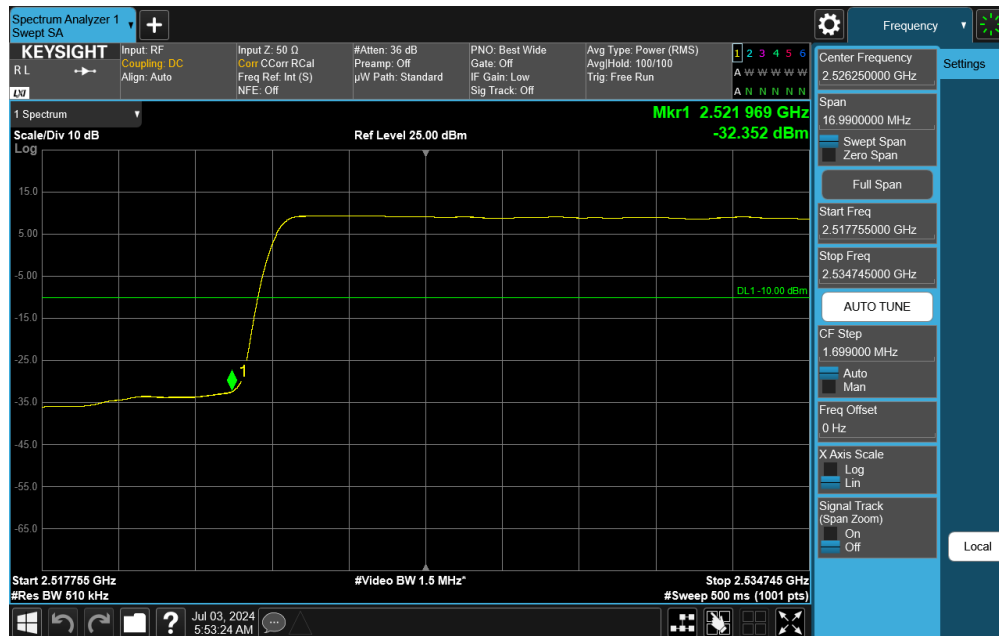 Spectrum Analyzer 1
Swept SA
Frequency
KEYSIGHT
R L
LXI
Input: RF
Coupling: DC
Align: Auto
Input Z: 50 Ω
Corr CCorr RCal
Freq Ref: Int (S)
NFE: Off
#Atten: 36 dB
Preamp: Off
µW Path: Standard
PNO: Best Wide
Gate: Off
IF Gain: Low
Sig Track: Off
Avg Type: Power (RMS)
Avg|Hold: 100/100
Trig: Free Run
1 2 3 4 5 6
A W W W W W
A N N N N N
1 Spectrum
Scale/Div 10 dB
Ref Level 25.00 dBm
Mkr1 2.521 969 GHz
-32.352 dBm
Log
15.0
5.00
-5.00
-15.0
-25.0
-35.0
-45.0
-55.0
-65.0
DL1 -10.00 dBm
1
Start 2.517755 GHz
#Res BW 510 kHz
#Video BW 1.5 MHz*
Stop 2.534745 GHz
#Sweep 500 ms (1001 pts)
Center Frequency
2.526250000 GHz
Span
16.9900000 MHz
Swept Span
Zero Span
Full Span
Start Freq
2.517755000 GHz
Stop Freq
2.534745000 GHz
AUTO TUNE
CF Step
1.699000 MHz
Auto
Man
Freq Offset
0 Hz
X Axis Scale
Log
Lin
Signal Track
(Span Zoom)
On
Off
Settings
Local
Jul 03, 2024
5:53:24 AM